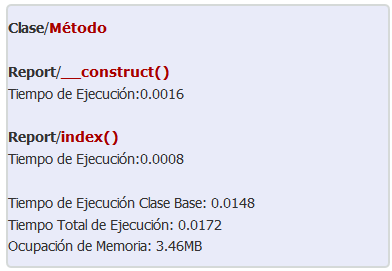 Clase/Método
Report/__construct()
Tiempo de Ejecución:0.0016
Report/index()
Tiempo de Ejecución:0.0008
Tiempo de Ejecución Clase Base: 0.0148
Tiempo Total de Ejecución: 0.0172
Ocupación de Memoria: 3.46MB